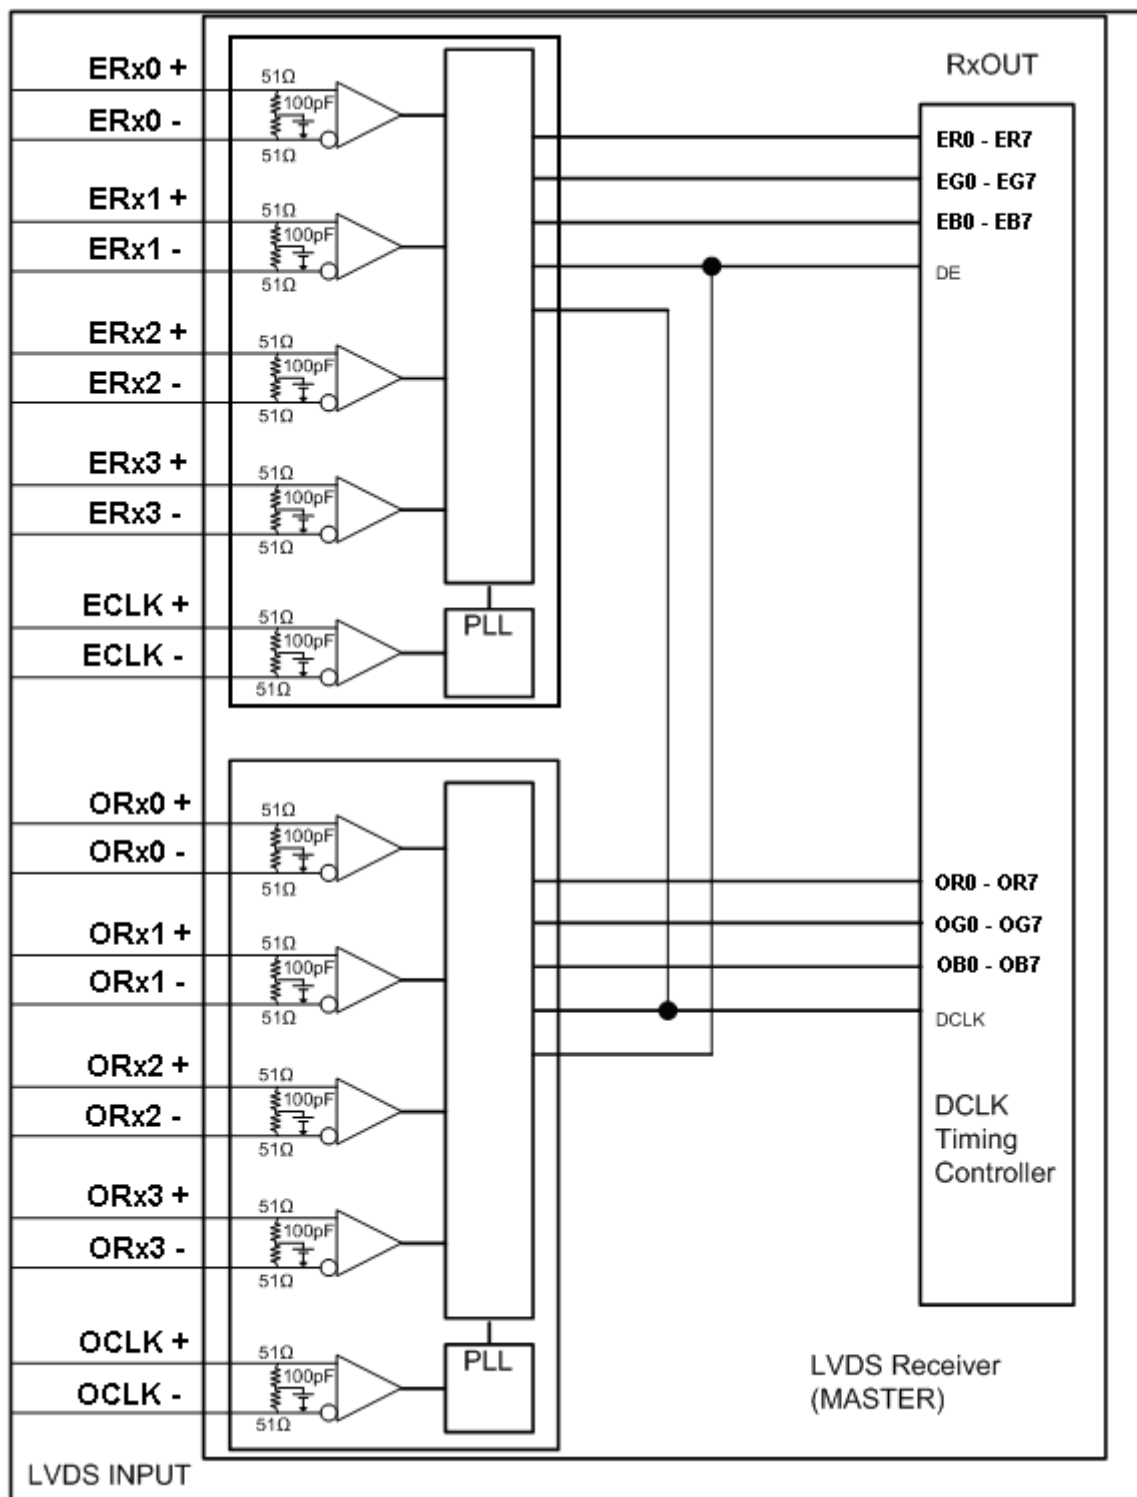 RxOUT
ERx0 +
51Ω
100pF
ERx0 -
51Ω
ER0 - ER7
EG0 - EG7
ERx1 +
51Ω
100pF
EB0 - EB7
ERx1 -
51Ω
DE
ERx2 +
51Ω
100pF
ERx2 -
51Ω
ERx3 +
51Ω
100pF
ERx3 -
51Ω
ECLK +
51Ω
100pF
PLL
ECLK -
51Ω
ORx0 +
51Ω
100pF
ORx0 -
51Ω
OR0 - OR7
ORx1 +
51Ω
OG0 - OG7
100pF
OB0 - OB7
ORx1 -
51Ω
DCLK
ORx2 +
51Ω
100pF
ORx2 -
51Ω
DCLK
Timing
Controller
ORx3 +
51Ω
100pF
ORx3 -
51Ω
OCLK +
51Ω
100pF
PLL
OCLK -
51Ω
LVDS Receiver
(MASTER)
LVDS INPUT